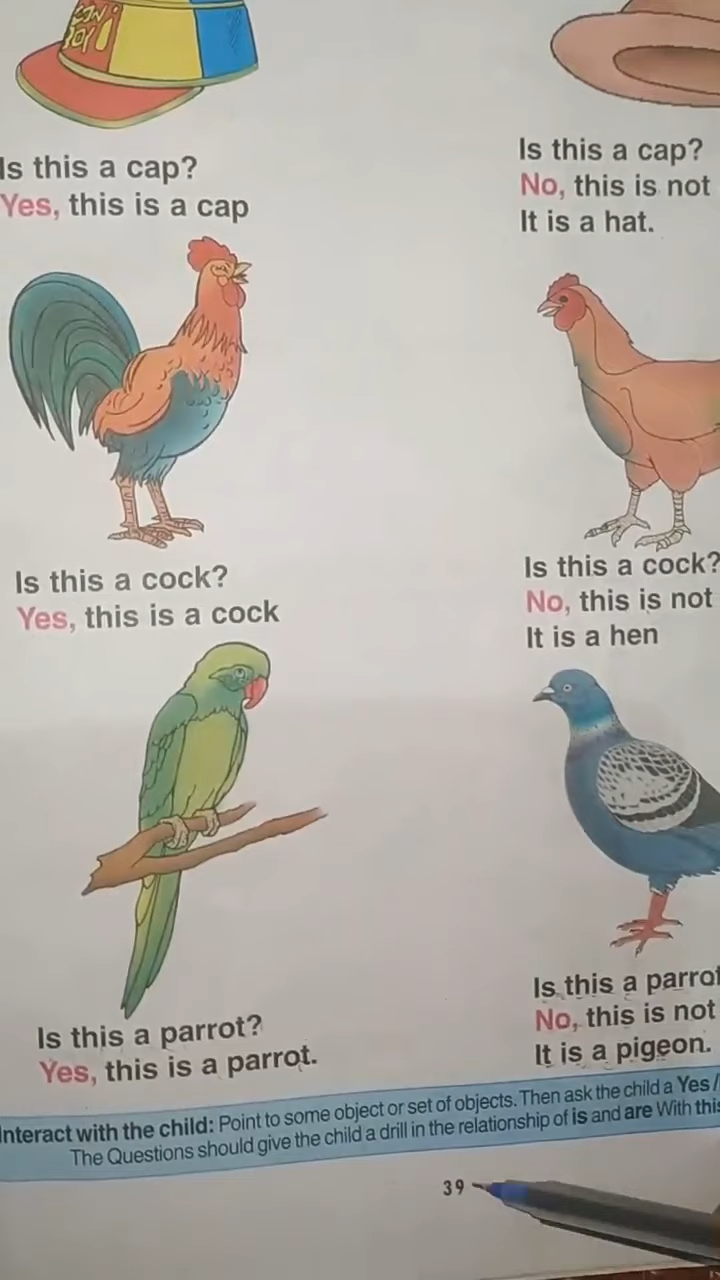 CON
BOY
Is this a cap?
Yes, this is a cap
Is this a cap?
No, this is not
It is a hat.
Is this a cock?
Yes, this is a cock
Is this a cock?
No, this is not
It is a hen
Is this a parrot?
Yes, this is a parrot.
Is this a parrot
No, this is not
It is a pigeon.
Interact with the child: Point to some object or set of objects. Then ask the child a Yes /
The Questions should give the child a drill in the relationship of is and are With this
39